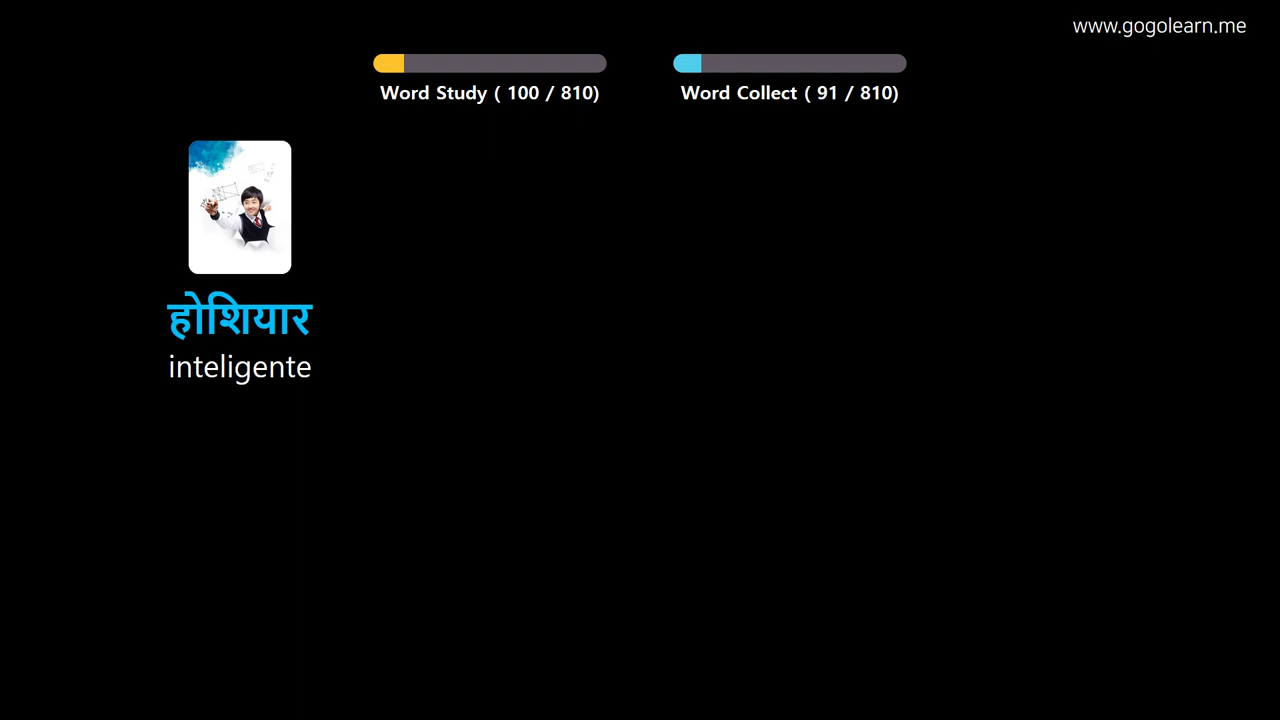 www.gogolearn.me
Word Study ( 100 / 810)
Word Collect ( 91 / 810)
होशियार
inteligente